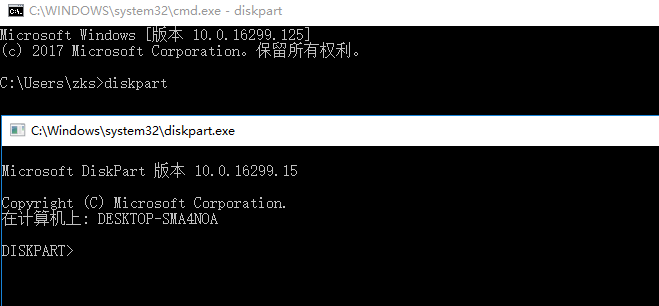 C:\WINDOWS\system32\cmd.exe - diskpart
Microsoft Windows [版本 10.0.16299.125]
(c) 2017 Microsoft Corporation。保留所有权利。
C:\Users\zks>diskpart
C:\Windows\system32\diskpart.exe
Microsoft DiskPart 版本 10.0.16299.15
Copyright (C) Microsoft Corporation.
在计算机上: DESKTOP-SMA4NOA
DISKPART>